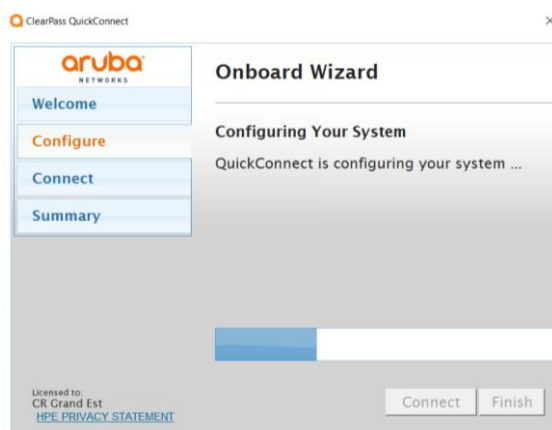 ClearPass QuickConnect
aruba
NETWORKS
Welcome
Configure
Connect
Summary
Onboard Wizard
Configuring Your System
QuickConnect is configuring your system ...
Licensed to:
CR Grand Est
HPE PRIVACY STATEMENT
Connect
Finish